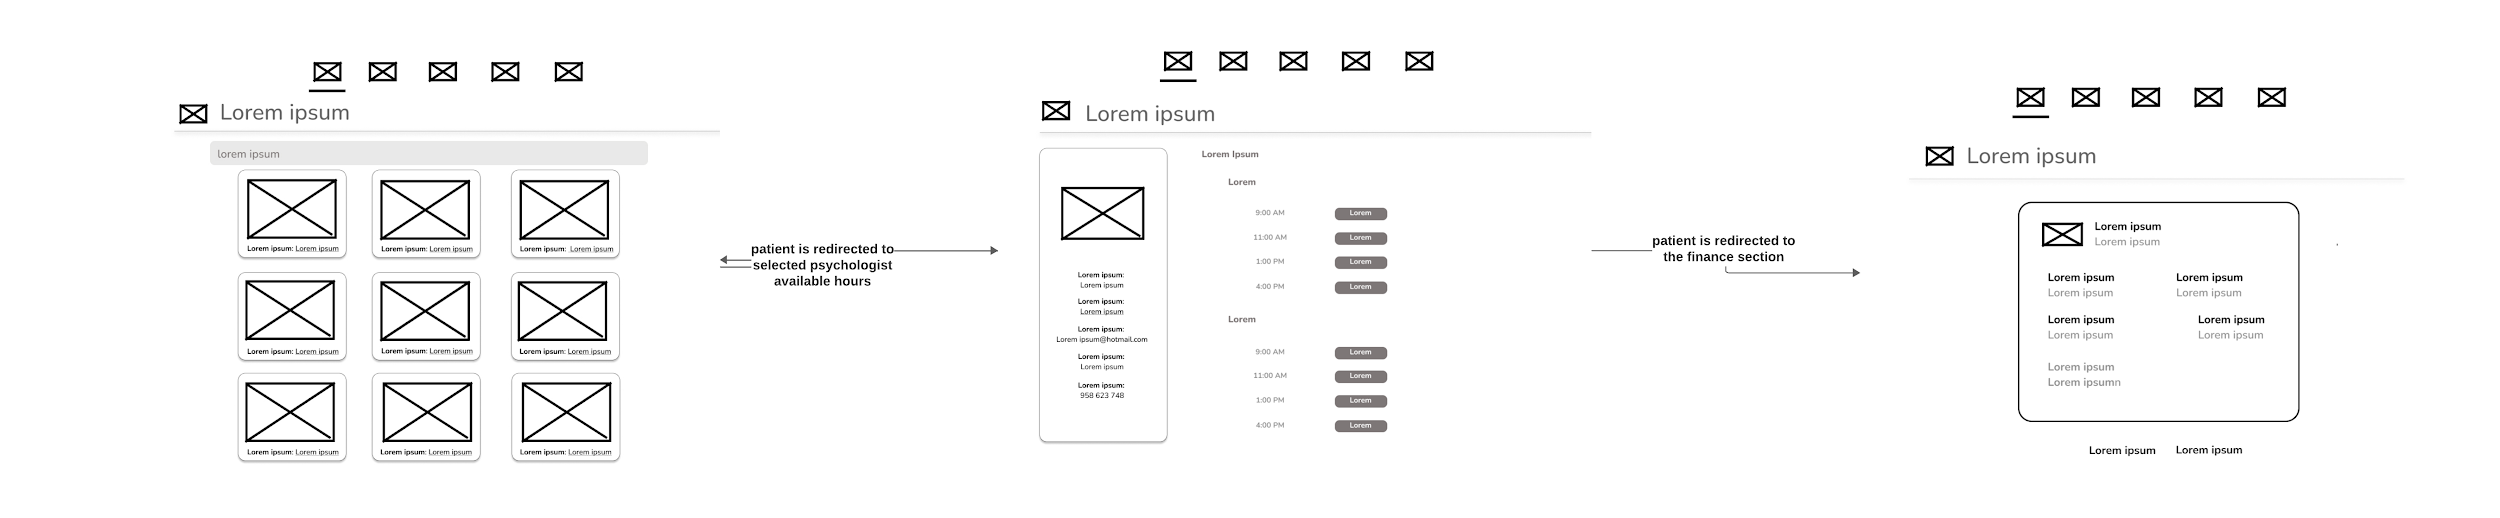 Lorem ipsum
lorem ipsum
Lorem ipsum: Lorem ipsum
Lorem ipsum: Lorem ipsum
Lorem ipsum: Lorem ipsum
Lorem ipsum: Lorem ipsum
Lorem ipsum: Lorem ipsum
Lorem ipsum: Lorem ipsum
Lorem ipsum: Lorem ipsum
Lorem ipsum: Lorem ipsum
Lorem ipsum: Lorem ipsum
patient is redirected to
selected psychologist
available hours
Lorem ipsum
Lorem ipsum:
Lorem ipsum
Lorem ipsum:
Lorem ipsum
Lorem ipsum:
Lorem ipsum@hotmail.com
Lorem ipsum:
Lorem ipsum
Lorem ipsum:
958 623 748
Lorem Ipsum
Lorem
9:00 AM Lorem
11:00 AM Lorem
1:00 PM Lorem
4:00 PM Lorem
Lorem
9:00 AM Lorem
11:00 AM Lorem
1:00 PM Lorem
4:00 PM Lorem
patient is redirected to
the finance section
Lorem ipsum
Lorem ipsum
Lorem ipsum
Lorem ipsum Lorem ipsum
Lorem ipsum Lorem ipsum
Lorem ipsum Lorem ipsum
Lorem ipsum Lorem ipsum
Lorem ipsum
Lorem ipsumn
Lorem ipsum Lorem ipsum